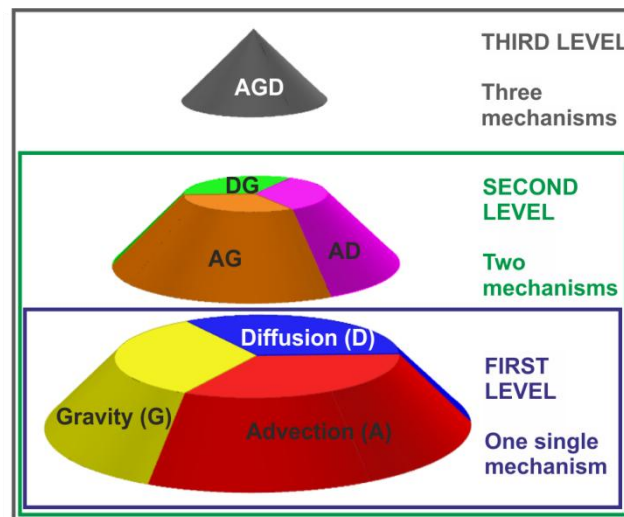 AGD
THIRD LEVEL
Three
mechanisms
DG
AG
AD
SECOND
LEVEL
Two
mechanisms
Diffusion (D)
Gravity (G)
Advection (A)
FIRST
LEVEL
One single
mechanism